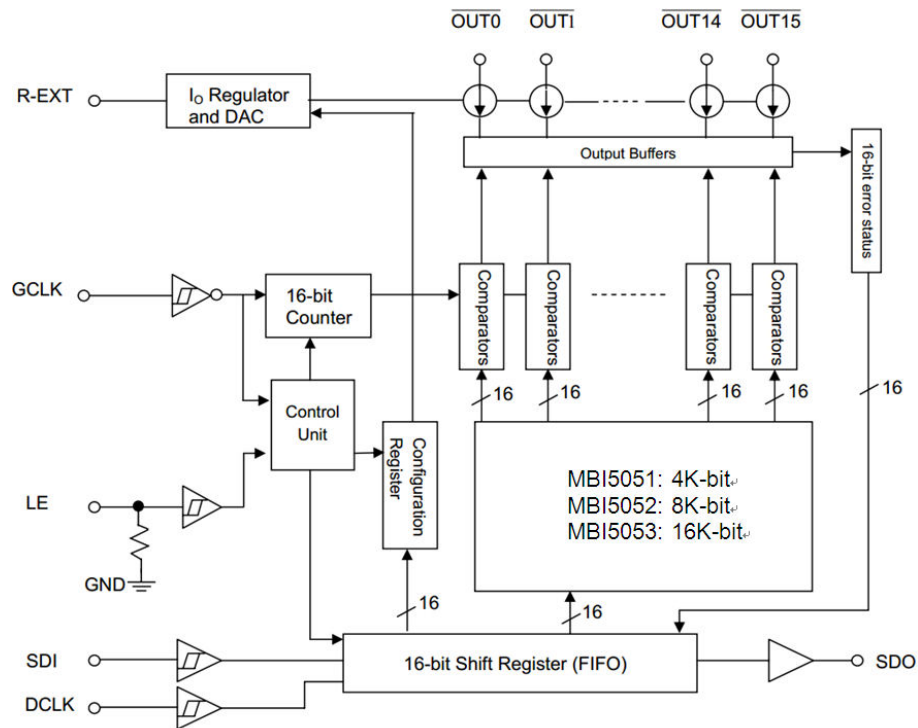 OUT0 OUT1 OUT14 OUT15
R-EXT
IO Regulator
and DAC
Output Buffers
16-bit error status
GCLK
16-bit
Counter
Comparators
Comparators
Comparators
Comparators
16
16
16
16
16
Control
Unit
Configuration
Register
LE
GND
MBI5051: 4K-bit
MBI5052: 8K-bit
MBI5053: 16K-bit
16
16
SDI
16-bit Shift Register (FIFO)
SDO
DCLK